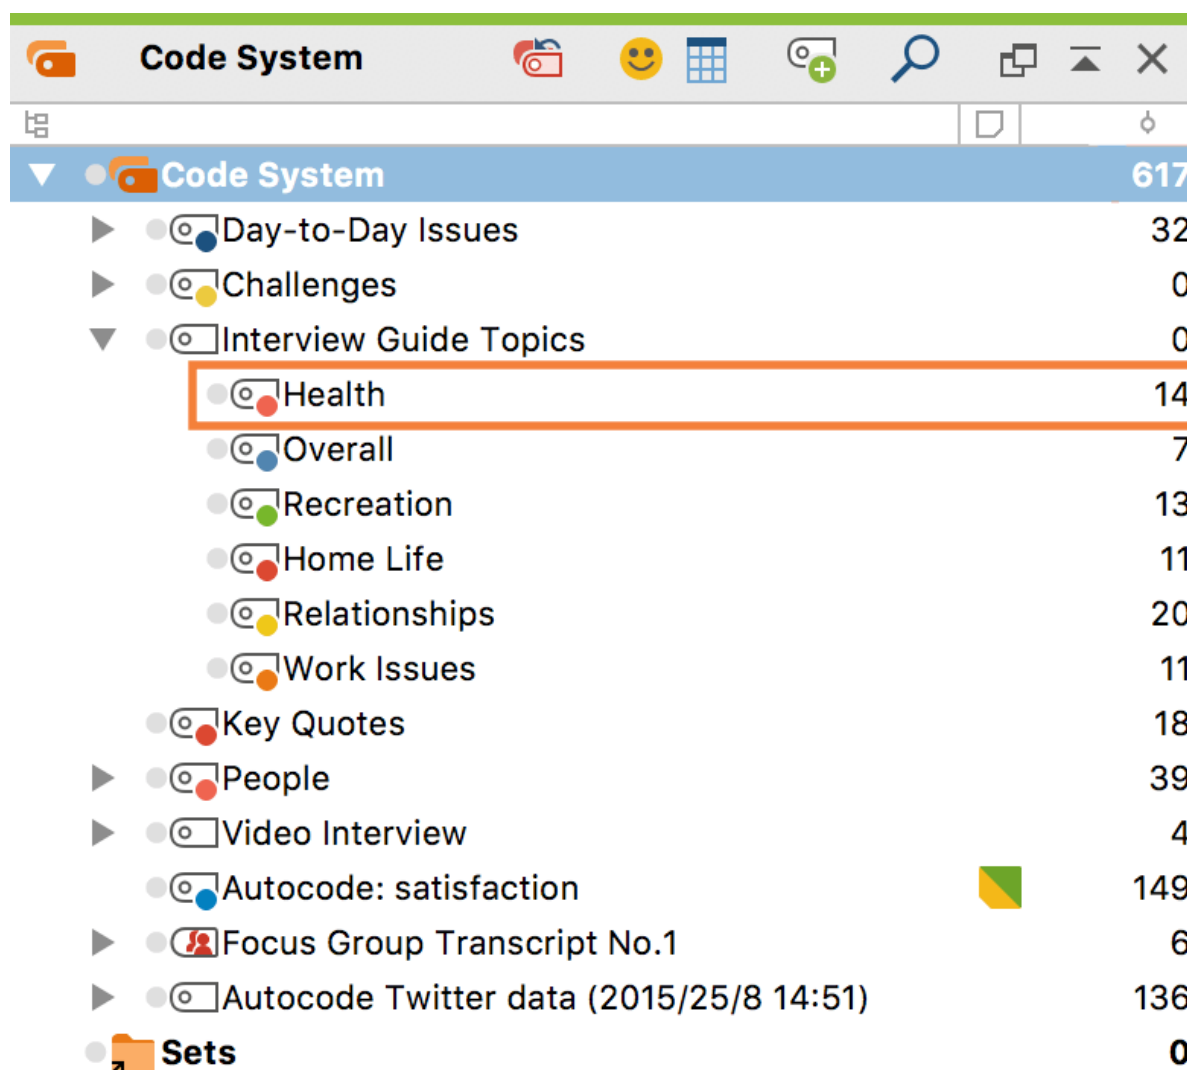 Code System
Code System 617
Day-to-Day Issues 32
Challenges 0
Interview Guide Topics 0
Health 14
Overall 7
Recreation 13
Home Life 11
Relationships 20
Work Issues 11
Key Quotes 18
People 39
Video Interview 4
Autocode: satisfaction 149
Focus Group Transcript No.1 6
Autocode Twitter data (2015/25/8 14:51) 136
Sets 0